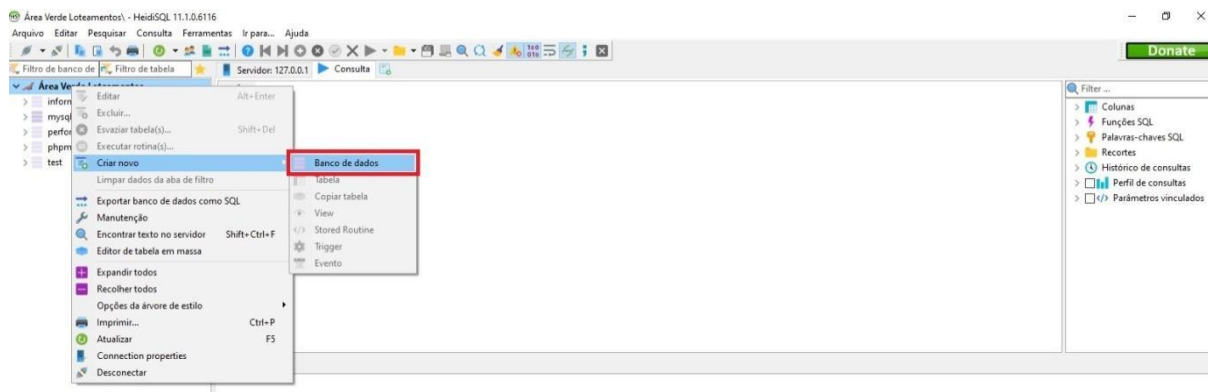 Área Verde Loteamentos\ - HeidiSQL 11.1.0.6116
Arquivo Editar Pesquisar Consulta Ferramentas Ir para... Ajuda
Donate
Filtro de banco de Filtro de tabela
Servidor: 127.0.0.1 Consulta
Área Verde Loteamentos
inform
mysql
perfor
phpm
test
Editar Alt+Enter
Excluir...
Esvaziar tabela(s)... Shift+Del
Executar rotina(s)...
Criar novo
Limpar dados da aba de filtro
Exportar banco de dados como SQL
Manutenção
Encontrar texto no servidor Shift+Ctrl+F
Editor de tabela em massa
Expandir todos
Recolher todos
Opções da árvore de estilo
Imprimir... Ctrl+P
Atualizar F5
Connection properties
Desconectar
Banco de dados
Tabela
Copiar tabela
View
Stored Routine
Trigger
Evento
Filter ...
Colunas
Funções SQL
Palavras-chaves SQL
Recortes
Histórico de consultas
Perfil de consultas
Parâmetros vinculados